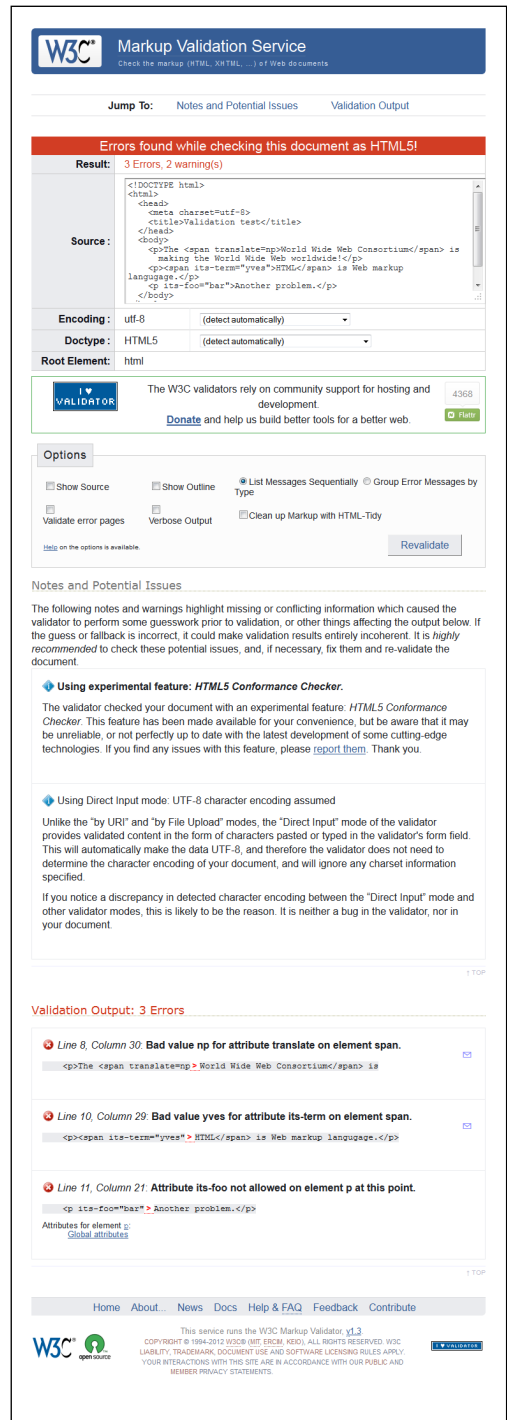 W3C®
Markup Validation Service
Check the markup (HTML, XHTML, ...) of Web documents
Jump To: Notes and Potential Issues Validation Output
Errors found while checking this document as HTML5!
Result: 3 Errors, 2 warning(s)
Source :
<!DOCTYPE html>
<html>
<head>
<meta charset=utf-8>
<title>Validation test</title>
</head>
<body>
<p>The <span translate=np>World Wide Web Consortium</span> is
making the World Wide Web worldwide!</p>
<p><span its-term="yves">HTML</span> is Web markup
langugage.</p>
<p its-foo="bar">Another problem.</p>
</body>
Encoding : utf-8 (detect automatically)
Doctype : HTML5 (detect automatically)
Root Element: html
I ♥
VALIDATOR
The W3C validators rely on community support for hosting and
development.
Donate and help us build better tools for a better web.
4368
Flattr
Options
Show Source Show Outline List Messages Sequentially Group Error Messages by
Type
Validate error pages Verbose Output Clean up Markup with HTML-Tidy
Help on the options is available.
Revalidate
Notes and Potential Issues
The following notes and warnings highlight missing or conflicting information which caused the
validator to perform some guesswork prior to validation, or other things affecting the output below. If
the guess or fallback is incorrect, it could make validation results entirely incoherent. It is highly
recommended to check these potential issues, and, if necessary, fix them and re-validate the
document.
Using experimental feature: HTML5 Conformance Checker.
The validator checked your document with an experimental feature: HTML5 Conformance
Checker. This feature has been made available for your convenience, but be aware that it may
be unreliable, or not perfectly up to date with the latest development of some cutting-edge
technologies. If you find any issues with this feature, please report them. Thank you.
Using Direct Input mode: UTF-8 character encoding assumed
Unlike the “by URI” and “by File Upload” modes, the “Direct Input” mode of the validator
provides validated content in the form of characters pasted or typed in the validator's form field.
This will automatically make the data UTF-8, and therefore the validator does not need to
determine the character encoding of your document, and will ignore any charset information
specified.
If you notice a discrepancy in detected character encoding between the “Direct Input” mode and
other validator modes, this is likely to be the reason. It is neither a bug in the validator, nor in
your document.
↑ TOP
Validation Output: 3 Errors
Line 8, Column 30: Bad value np for attribute translate on element span.
<p>The <span translate=np>World Wide Web Consortium</span> is
Line 10, Column 29: Bad value yves for attribute its-term on element span.
<p><span its-term="yves">HTML</span> is Web markup langugage.</p>
Line 11, Column 21: Attribute its-foo not allowed on element p at this point.
<p its-foo="bar">Another problem.</p>
Attributes for element p:
Global attributes
↑ TOP
Home About... News Docs Help & FAQ Feedback Contribute
W3C®
open source
This service runs the W3C Markup Validator, v1.3.
COPYRIGHT © 1994-2012 W3C® (MIT, ERCIM, KEIO), ALL RIGHTS RESERVED. W3C
LIABILITY, TRADEMARK, DOCUMENT USE AND SOFTWARE LICENSING RULES APPLY.
YOUR INTERACTIONS WITH THIS SITE ARE IN ACCORDANCE WITH OUR PUBLIC AND
MEMBER PRIVACY STATEMENTS.
I ♥ VALIDATOR